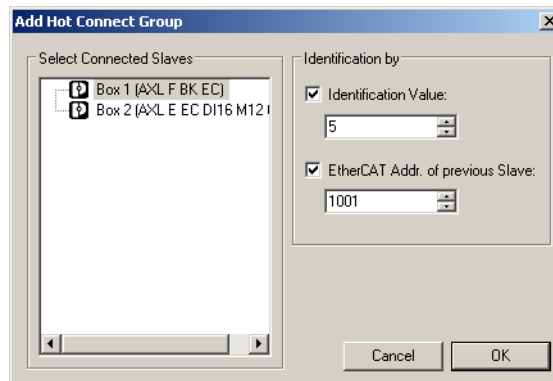 Add Hot Connect Group
Select Connected Slaves
Box 1 (AXL F BK EC)
Box 2 (AXL E EC DI16 M12
Identification by
Identification Value:
5
EtherCAT Addr. of previous Slave:
1001
Cancel
OK